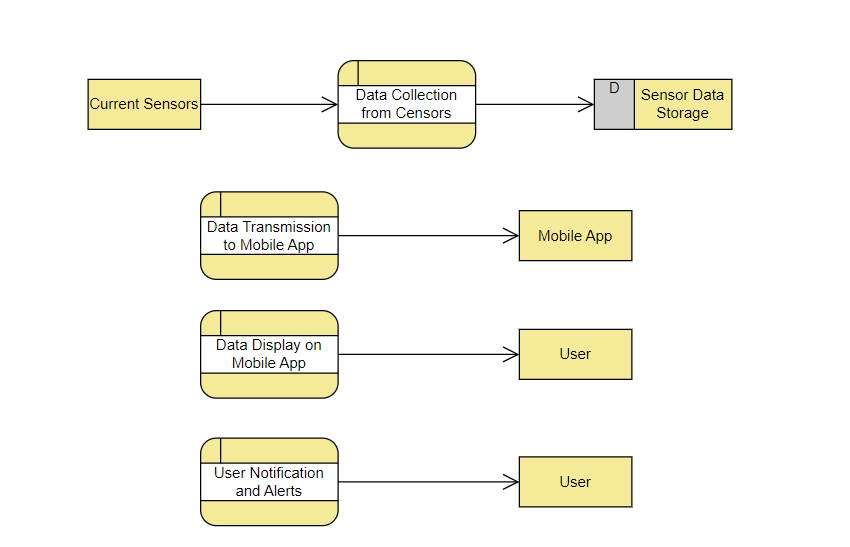 Current Sensors
Data Collection
from Censors
D
Sensor Data
Storage
Data Transmission
to Mobile App
Mobile App
Data Display on
Mobile App
User
User Notification
and Alerts
User